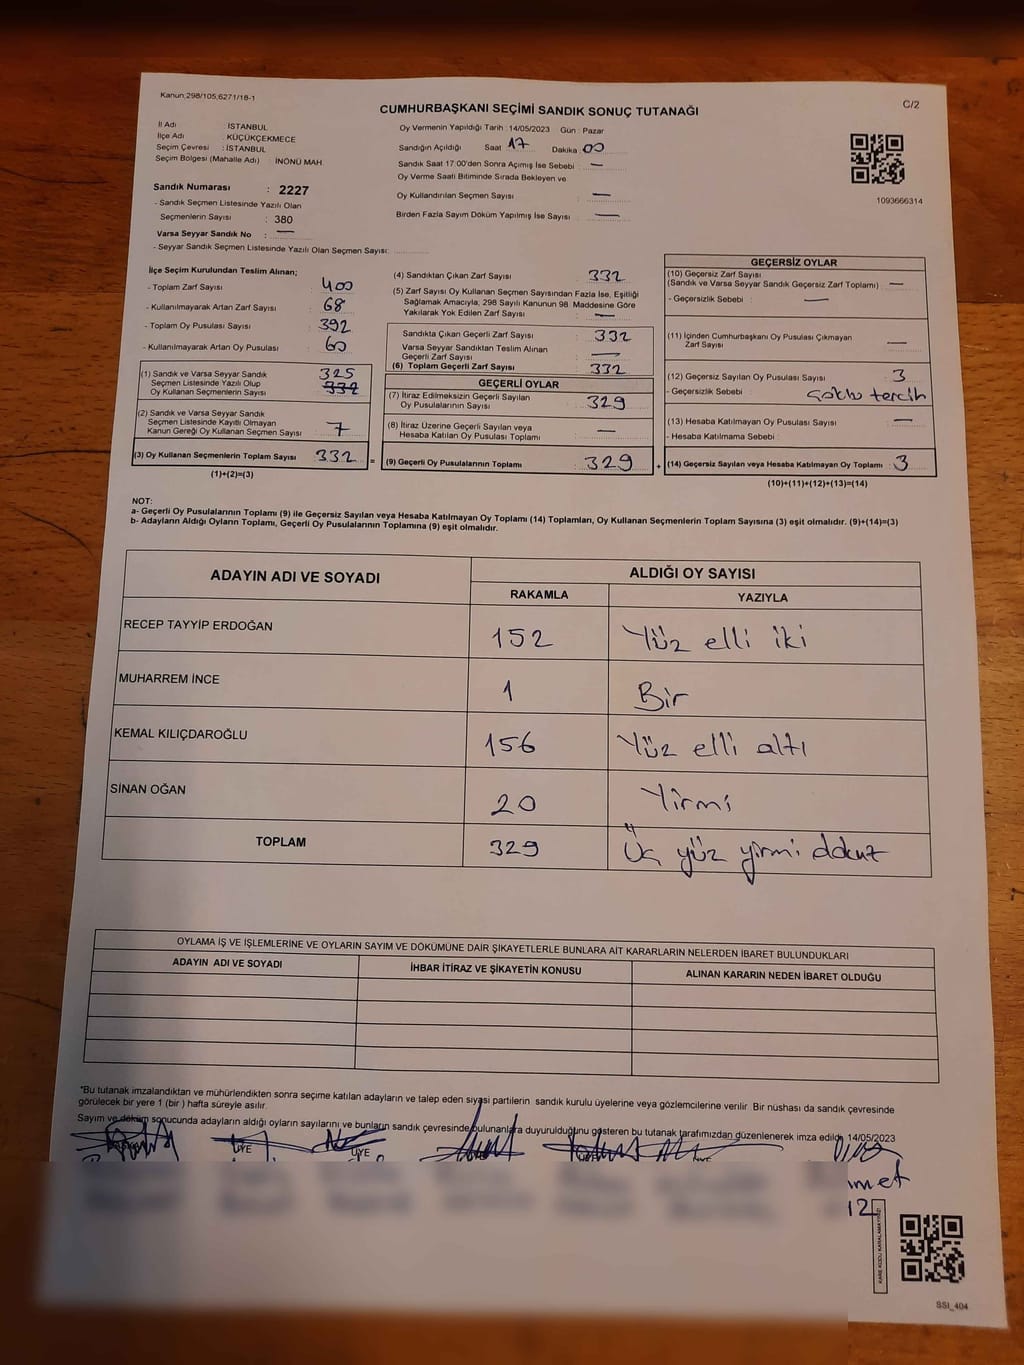 Kanun;298/105,6271/18-1
CUMHURBAŞKANI SEÇİMİ SANDIK SONUÇ TUTANAĞI
C/2
İl Adı : İSTANBUL
İlçe Adı : KÜÇÜKÇEKMECE
Seçim Çevresi : İSTANBUL
Seçim Bölgesi (Mahalle Adı) : İNÖNÜ MAH
Sandık Numarası : 2227
- Sandık Seçmen Listesinde Yazılı Olan
Seçmenlerin Sayısı : 380
Varsa Seyyar Sandık No : —
- Seyyar Sandık Seçmen Listesinde Yazılı Olan Seçmen Sayısı:
Oy Vermenin Yapıldığı Tarih : 14/05/2023 Gün : Pazar
Sandığın Açıldığı Saat 17 Dakika : 00
Sandık Saat 17:00'den Sonra Açımış İse Sebebi : —
Oy Verme Saati Bitiminde Sırada Bekleyen ve
Oy Kullandırılan Seçmen Sayısı : —
Birden Fazla Sayım Döküm Yapılmış İse Sayısı : —
1093666314
İlçe Seçim Kurulundan Teslim Alınan;
- Toplam Zarf Sayısı : 400
- Kullanılmayarak Artan Zarf Sayısı : 68
- Toplam Oy Pusulası Sayısı : 392
- Kullanılmayarak Artan Oy Pusulası : 60
(1) Sandık ve Varsa Seyyar Sandık 325
Seçmen Listesinde Yazılı Olup
Oy Kullanan Seçmenlerin Sayısı : 332
(2) Sandık ve Varsa Seyyar Sandık
Seçmen Listesinde Kayıtlı Olmayan
Kanun Gereği Oy Kullanan Seçmen Sayısı : 7
(3) Oy Kullanan Seçmenlerin Toplam Sayısı : 332
(1)+(2)=(3)
(4) Sandıktan Çıkan Zarf Sayısı : 332
(5) Zarf Sayısı Oy Kullanan Seçmen Sayısından Fazla İse, Eşitliği
Sağlamak Amacıyla, 298 Sayılı Kanunun 98. Maddesine Göre
Yakılarak Yok Edilen Zarf Sayısı : —
Sandıkta Çıkan Geçerli Zarf Sayısı : 332
Varsa Seyyar Sandıktan Teslim Alınan
Geçerli Zarf Sayısı : —
(6) Toplam Geçerli Zarf Sayısı : 332
GEÇERLİ OYLAR
(7) İtiraz Edilmeksizin Geçerli Sayılan
Oy Pusulalarının Sayısı : 329
(8) İtiraz Üzerine Geçerli Sayılan veya
Hesaba Katılan Oy Pusulası Toplamı : —
= (9) Geçerli Oy Pusulalarının Toplamı : 329
GEÇERSİZ OYLAR
(10) Geçersiz Zarf Sayısı
(Sandık ve Varsa Seyyar Sandık Geçersiz Zarf Toplamı) : —
- Geçersizlik Sebebi : —
(11) İçinden Cumhurbaşkanı Oy Pusulası Çıkmayan
Zarf Sayısı : —
(12) Geçersiz Sayılan Oy Pusulası Sayısı : 3
- Geçersizlik Sebebi : Çoklu tercih
(13) Hesaba Katılmayan Oy Pusulası Sayısı : —
- Hesaba Katılmama Sebebi :
+ (14) Geçersiz Sayılan veya Hesaba Katılmayan Oy Toplamı : 3
(10)+(11)+(12)+(13)=(14)
NOT:
a- Geçerli Oy Pusulalarının Toplamı (9) ile Geçersiz Sayılan veya Hesaba Katılmayan Oy Toplamı (14) Toplamları, Oy Kullanan Seçmenlerin Toplam Sayısına (3) eşit olmalıdır. (9)+(14)=(3)
b- Adayların Aldığı Oyların Toplamı, Geçerli Oy Pusulalarının Toplamına (9) eşit olmalıdır.
ADAYIN ADI VE SOYADI ALDIĞI OY SAYISI
RAKAMLA YAZIYLA
RECEP TAYYİP ERDOĞAN 152 Yüz elli iki
MUHARREM İNCE 1 Bir
KEMAL KILIÇDAROĞLU 156 Yüz elli altı
SİNAN OĞAN 20 Yirmi
TOPLAM 329 Üç yüz yirmi dokuz
OYLAMA İŞ VE İŞLEMLERİNE VE OYLARIN SAYIM VE DÖKÜMÜNE DAİR ŞİKAYETLERLE BUNLARA AİT KARARLARIN NELERDEN İBARET BULUNDUKLARI
ADAYIN ADI VE SOYADI İHBAR İTİRAZ VE ŞİKAYETİN KONUSU ALINAN KARARIN NEDEN İBARET OLDUĞU
*Bu tutanak imzalandıktan ve mühürlendikten sonra seçime katılan adayların ve talep eden siyasi partilerin sandık kurulu üyelerine veya gözlemcilerine verilir. Bir nushası da sandık çevresinde
görülecek bir yere 1 (bir ) hafta süreyle asılır.
Sayım ve döküm sonucunda adayların aldığı oyların sayılarını ve bunların sandık çevresinde bulunanlara duyurulduğunu gösteren bu tutanak tarafımızdan düzenlenerek imza edildi. 14/05/2023
ÜYE ÜYE
12
KARE KODU KARALAMAYINIZ!
SSI_404